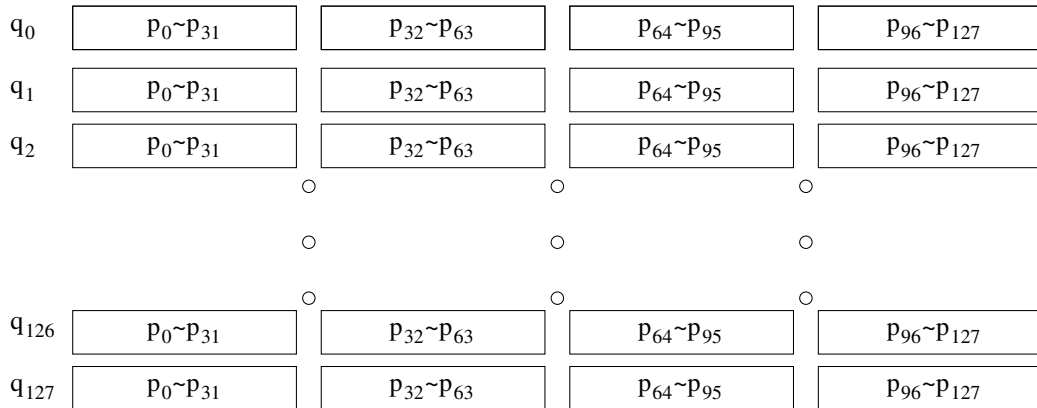 q₀ p₀~p₃₁ p₃₂~p₆₃ p₆₄~p₉₅ p₉₆~p₁₂₇
q₁ p₀~p₃₁ p₃₂~p₆₃ p₆₄~p₉₅ p₉₆~p₁₂₇
q₂ p₀~p₃₁ p₃₂~p₆₃ p₆₄~p₉₅ p₉₆~p₁₂₇
q₁₂₆ p₀~p₃₁ p₃₂~p₆₃ p₆₄~p₉₅ p₉₆~p₁₂₇
q₁₂₇ p₀~p₃₁ p₃₂~p₆₃ p₆₄~p₉₅ p₉₆~p₁₂₇